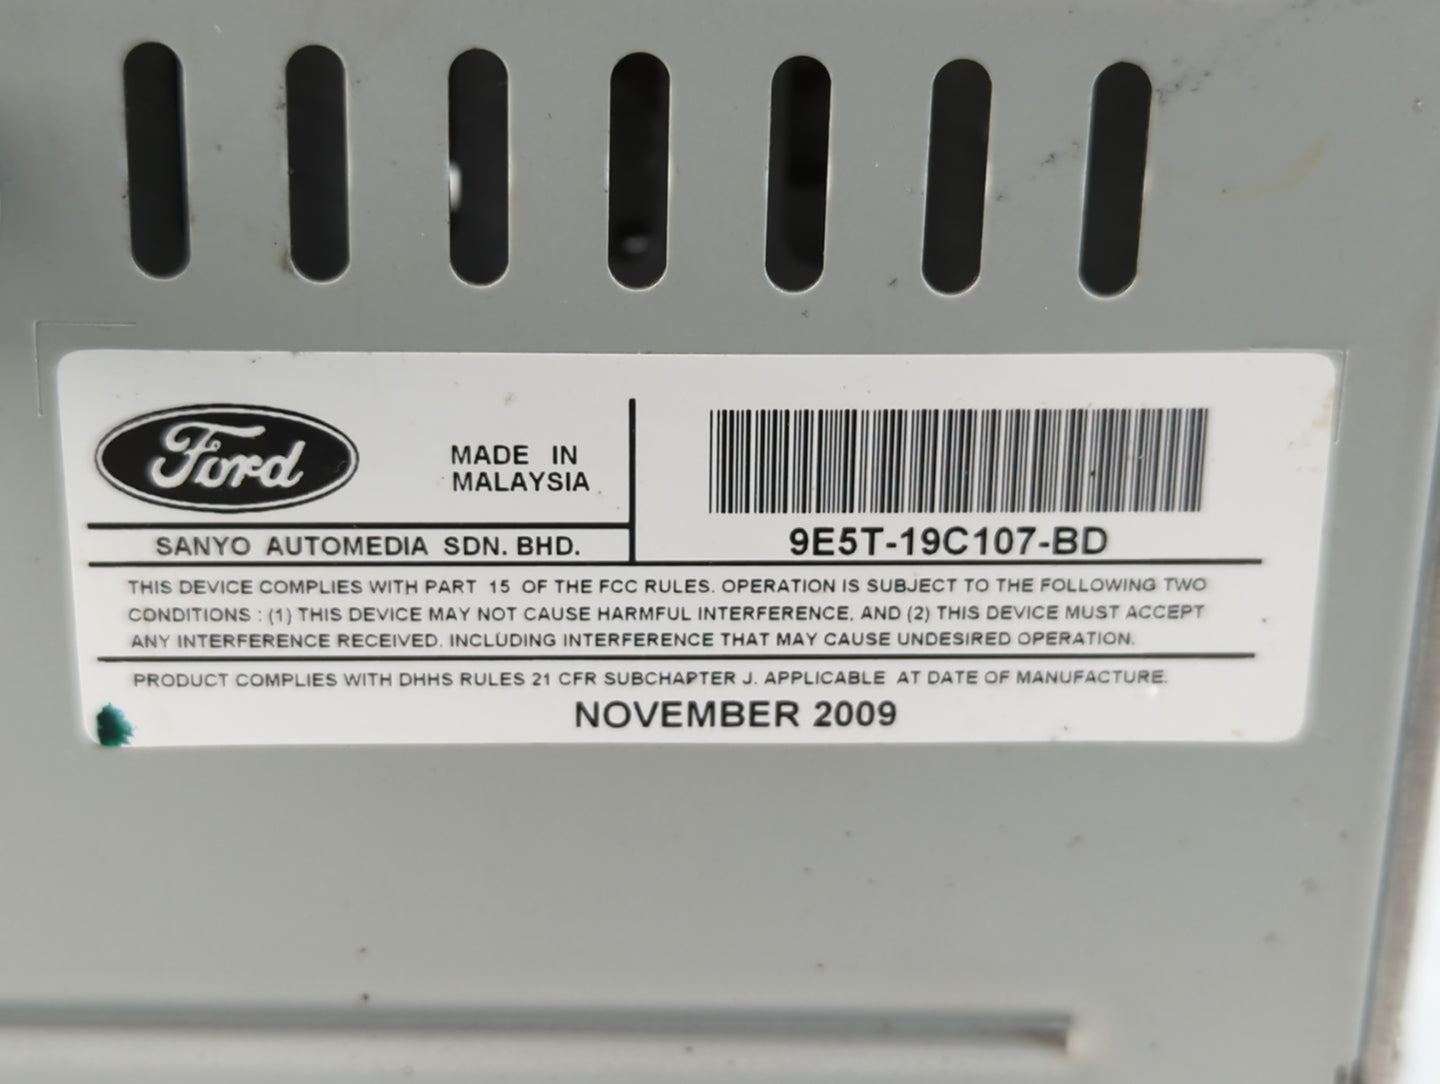 Ford
MADE IN
MALAYSIA
SANYO AUTOMEDIA SDN. BHD.
9E5T-19C107-BD
THIS DEVICE COMPLIES WITH PART 15 OF THE FCC RULES. OPERATION IS SUBJECT TO THE FOLLOWING TWO
CONDITIONS : (1) THIS DEVICE MAY NOT CAUSE HARMFUL INTERFERENCE, AND (2) THIS DEVICE MUST ACCEPT
ANY INTERFERENCE RECEIVED. INCLUDING INTERFERENCE THAT MAY CAUSE UNDESIRED OPERATION.
PRODUCT COMPLIES WITH DHHS RULES 21 CFR SUBCHAPTER J. APPLICABLE AT DATE OF MANUFACTURE.
NOVEMBER 2009